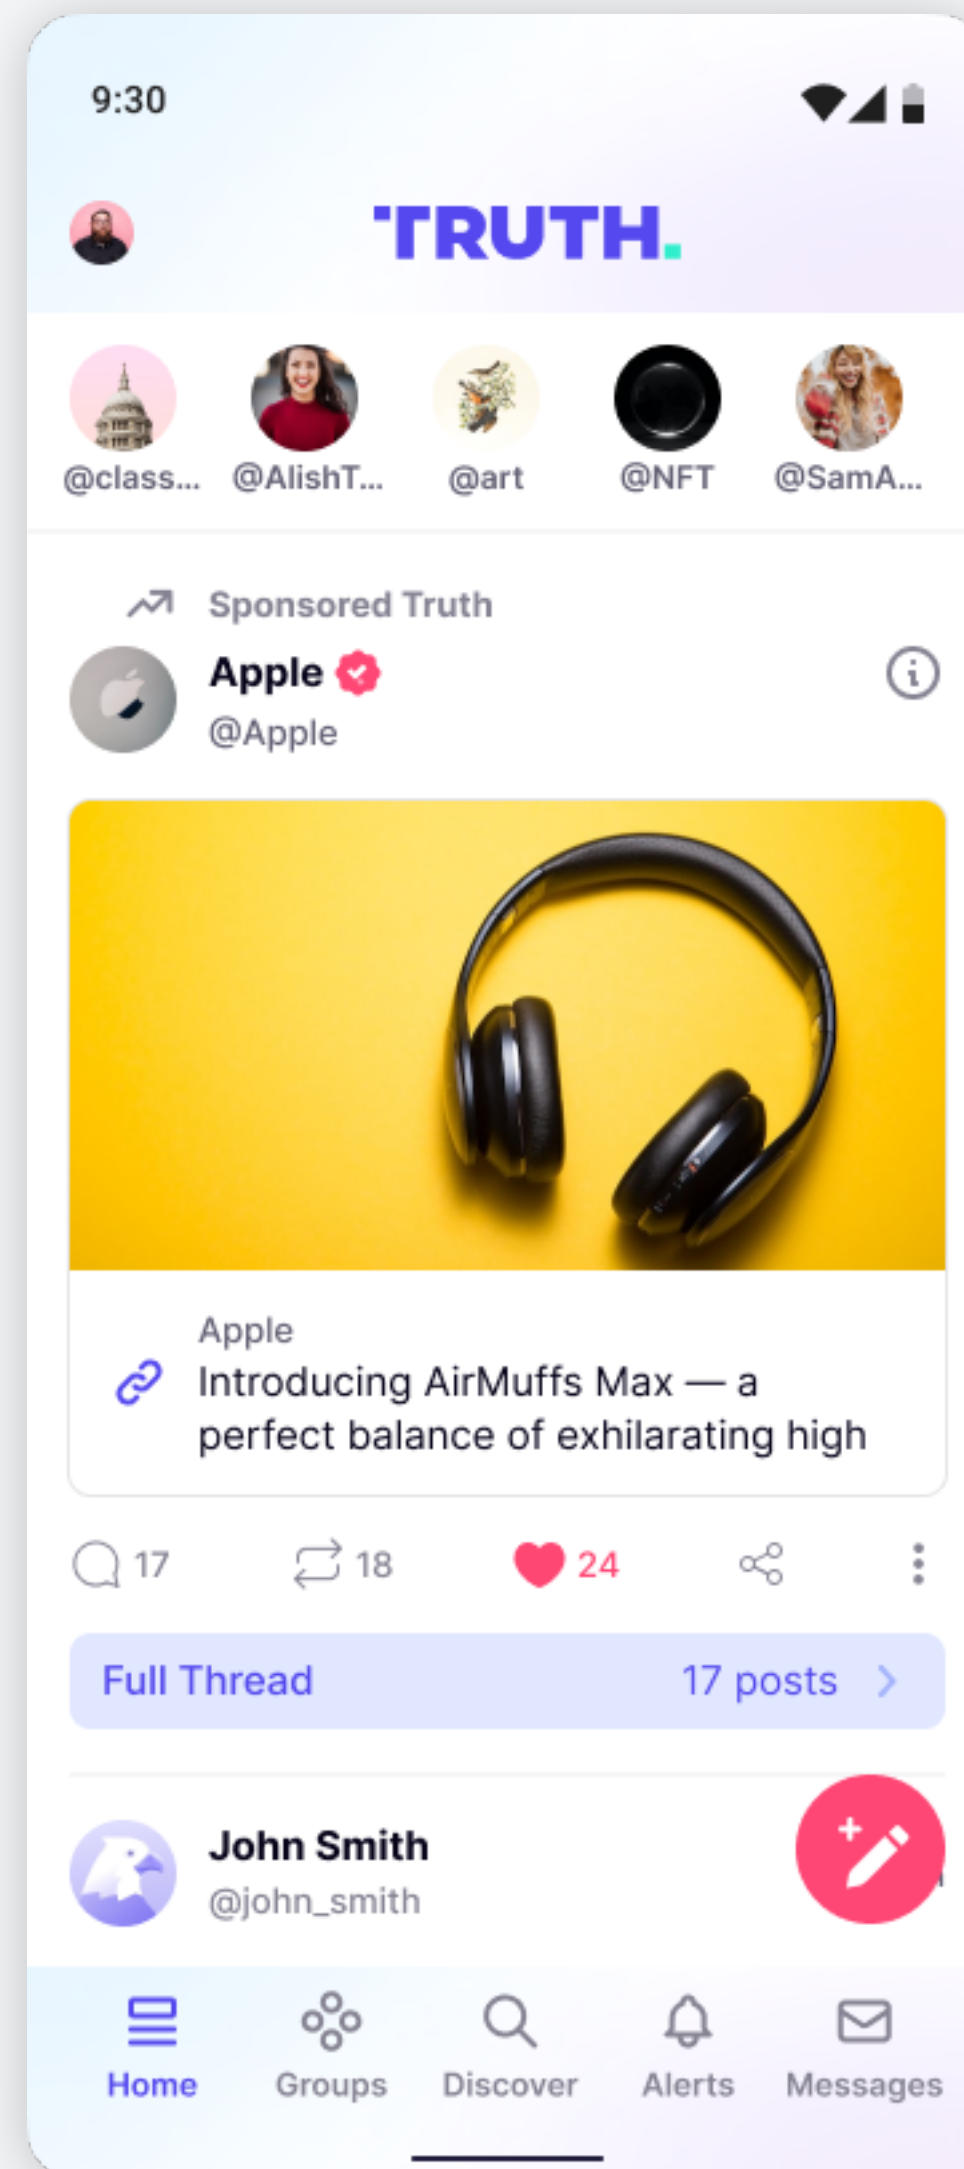 9:30
TRUTH.
@class...
@AlishT...
@art
@NFT
@SamA...
Sponsored Truth
Apple
@Apple
Apple
Introducing AirMuffs Max — a
perfect balance of exhilarating high
17
18
24
Full Thread
17 posts
John Smith
@john_smith
Home
Groups
Discover
Alerts
Messages